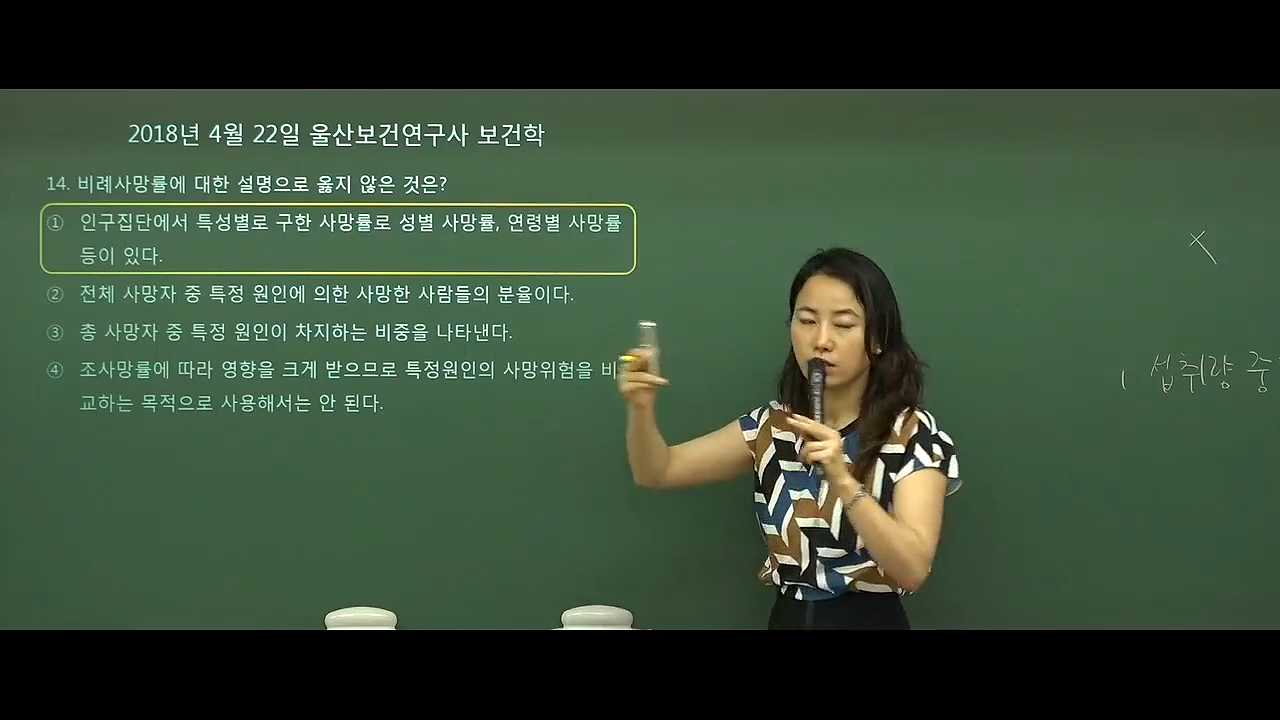 2018년 4월 22일 울산보건연구사 보건학
14. 비례사망률에 대한 설명으로 옳지 않은 것은?
① 인구집단에서 특성별로 구한 사망률로 성별 사망률, 연령별 사망률
등이 있다.
② 전체 사망자 중 특정 원인에 의한 사망한 사람들의 분율이다.
③ 총 사망자 중 특정 원인이 차지하는 비중을 나타낸다.
④ 조사망률에 따라 영향을 크게 받으므로 특정원인의 사망위험을 비
교하는 목적으로 사용해서는 안 된다.
섭취량 중